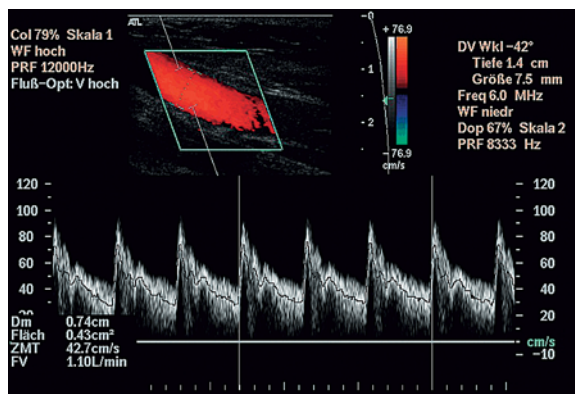 Col 79% Skala 1
WF hoch
PRF 12000Hz
Fluß-Opt: V hoch
ATL
0
-1
-2
+ 76.9
- 76.9
cm/s
DV Wkl -42°
Tiefe 1.4 cm
Größe 7.5 mm
Freq 6.0 MHz
WF niedr
Dop 67% Skala 2
PRF 8333 Hz
120
100
80
60
40
20
120
100
80
60
40
20
cm/s
-10
Dm 0.74cm
Fläch 0.43cm²
ZMT 42.7cm/s
FV 1.10L/min